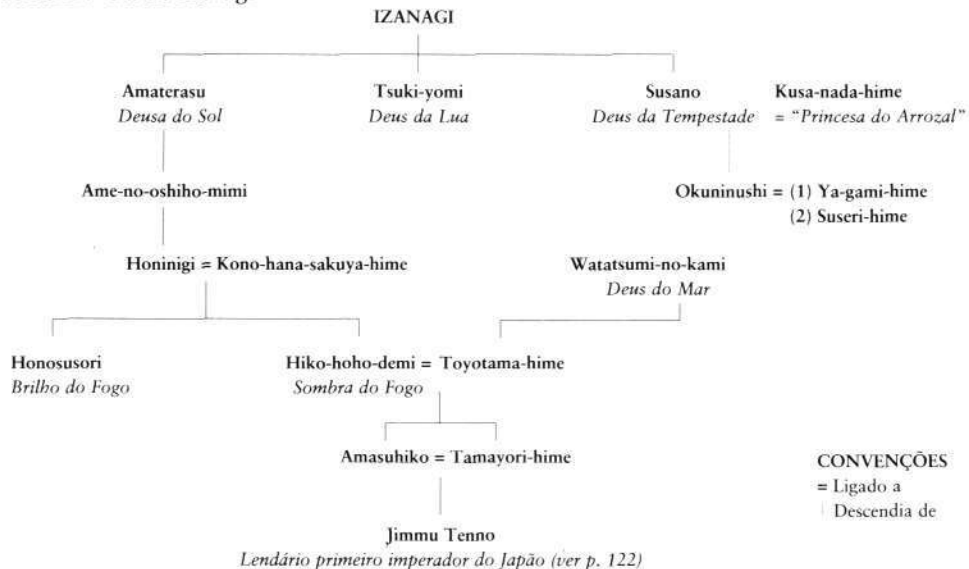 IZANAGI
Amaterasu Tsuki-yomi Susano Kusa-nada-hime
Deusa do Sol Deus da Lua Deus da Tempestade = “Princesa do Arrozal”
Ame-no-oshiho-mimi Okuninushi = (1) Ya-gami-hime
(2) Suseri-hime
Honinigi = Kono-hana-sakuya-hime Watatsumi-no-kami
Deus do Mar
Honosusori Hiko-hoho-demi = Toyotama-hime
Brilho do Fogo Sombra do Fogo
Amasuhiko = Tamayori-hime
CONVENÇÕES
= Ligado a
Descendia de
Jimmu Tenno
Lendário primeiro imperador do Japão (ver p. 122)